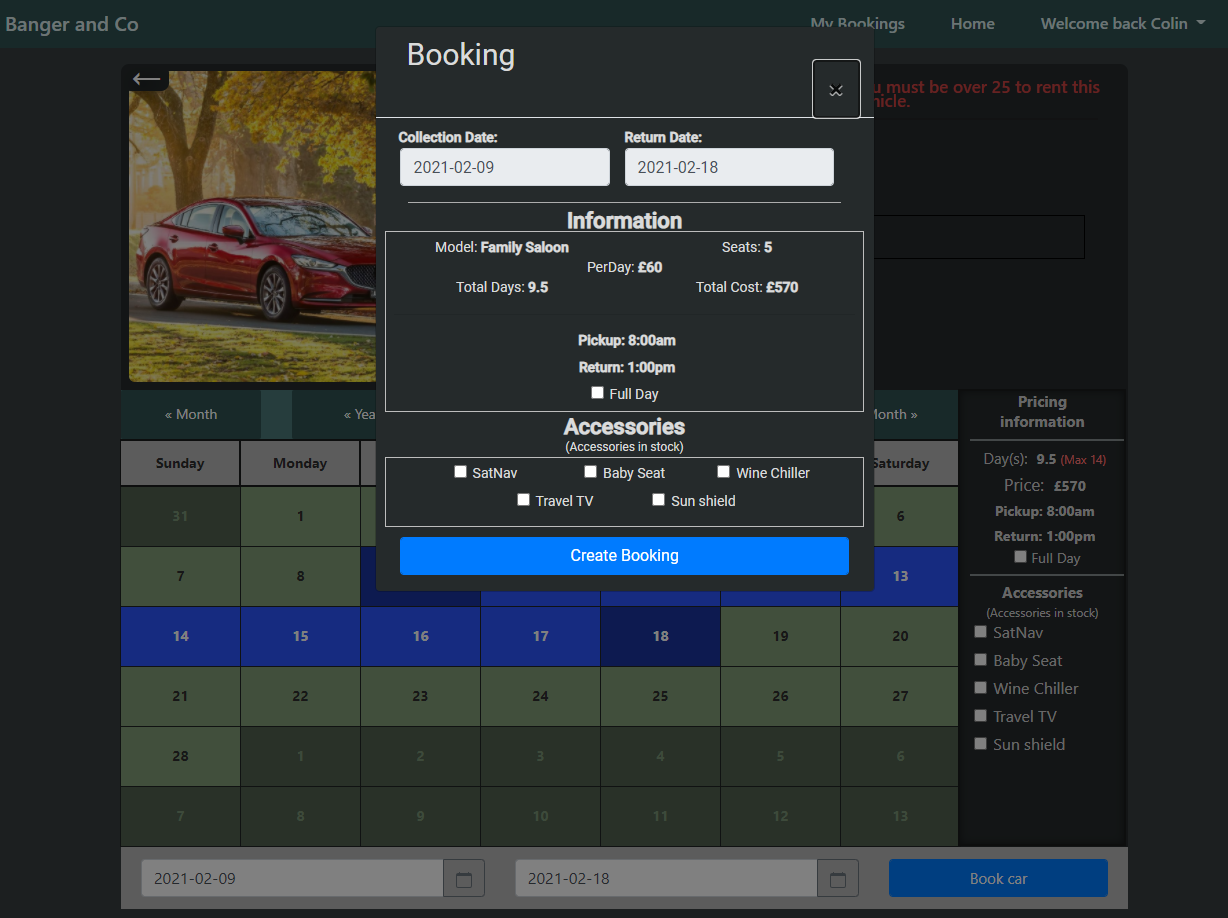 Banger and Co
My Bookings
Home
Welcome back Colin
Booking
×
must be over 25 to rent this
Collection Date:
Return Date:
2021-02-09
2021-02-18
Information
Model: Family Saloon
Seats: 5
PerDay: £60
Total Days: 9.5
Total Cost: £570
Pickup: 8:00am
Return: 1:00pm
Full Day
Accessories
(Accessories in stock)
SatNav
Baby Seat
Wine Chiller
Travel TV
Sun shield
Create Booking
« Month
« Yea
Month »
Sunday
Monday
Saturday
31
1
6
7
8
13
14
15
16
17
18
19
20
21
22
23
24
25
26
27
28
1
2
3
4
5
6
7
8
9
10
11
12
13
Pricing
information
Day(s): 9.5 (Max 14)
Price: £570
Pickup: 8:00am
Return: 1:00pm
Full Day
Accessories
(Accessories in stock)
SatNav
Baby Seat
Wine Chiller
Travel TV
Sun shield
2021-02-09
2021-02-18
Book car